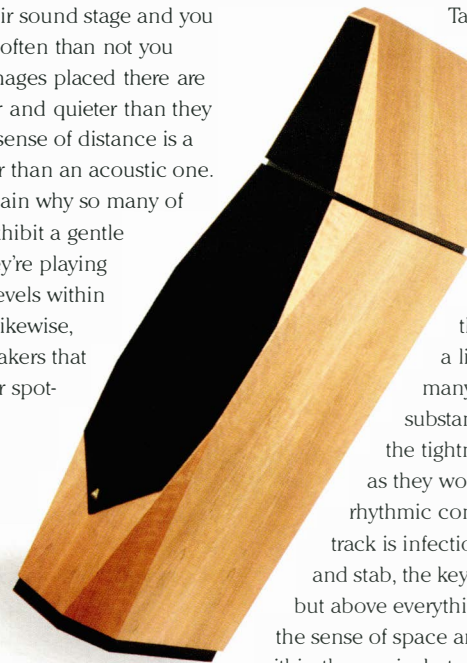 ir sound stage and you
often than not you
nages placed there are
r and quieter than they
sense of distance is a
r than an acoustic one.
ain why so many of
hibit a gentle
ey're playing
evels within
ikewise,
akers that
r spot-
Ta
th
a li
many
substan
the tightn
as they wo
rhythmic con
track is infectio
and stab, the key
but above everythi
the sense of space an